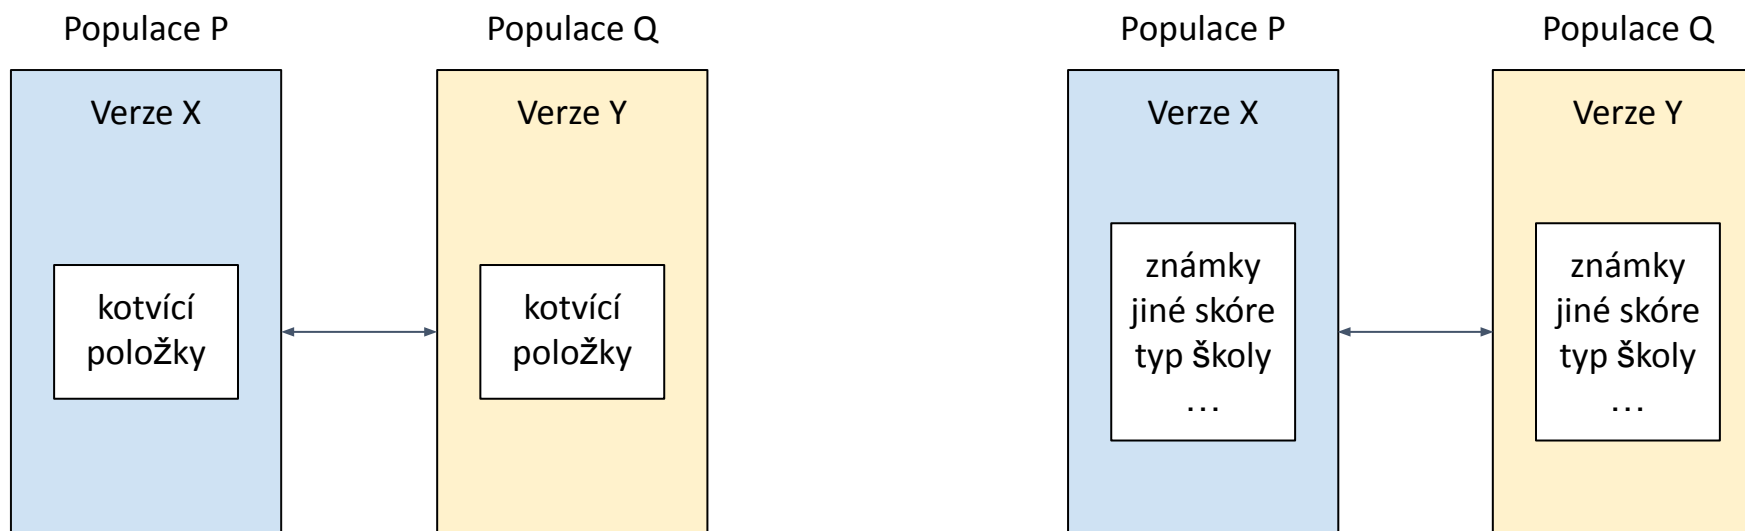 Populace P
Populace Q
Verze X
Verze Y
kotvící
položky
kotvící
položky
Populace P
Populace Q
Verze X
Verze Y
známky
jiné skóre
typ školy
...
známky
jiné skóre
typ školy
...